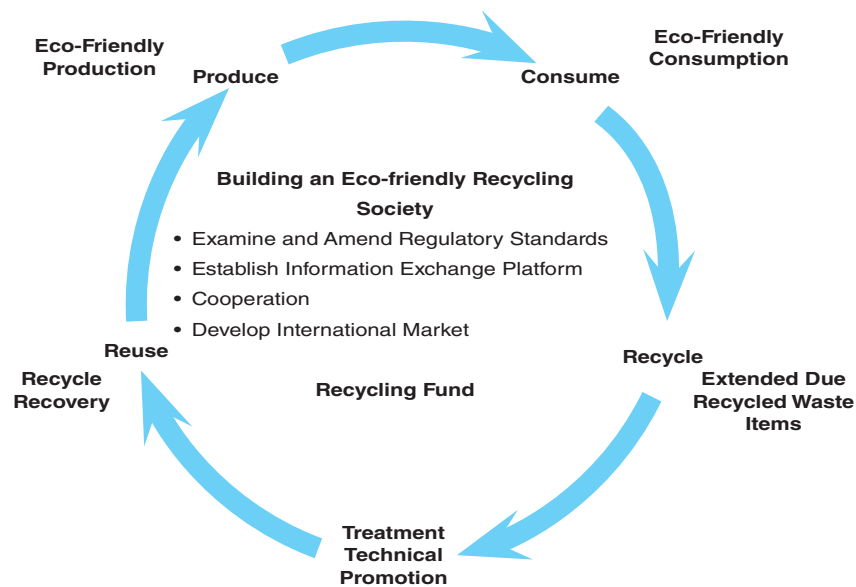 Eco-Friendly
Production
Produce
Consume
Eco-Friendly
Consumption
Building an Eco-friendly Recycling
Society
• Examine and Amend Regulatory Standards
• Establish Information Exchange Platform
• Cooperation
• Develop International Market
Reuse
Recycle
Recovery
Recycling Fund
Recycle
Extended Due
Recycled Waste
Items
Treatment
Technical
Promotion